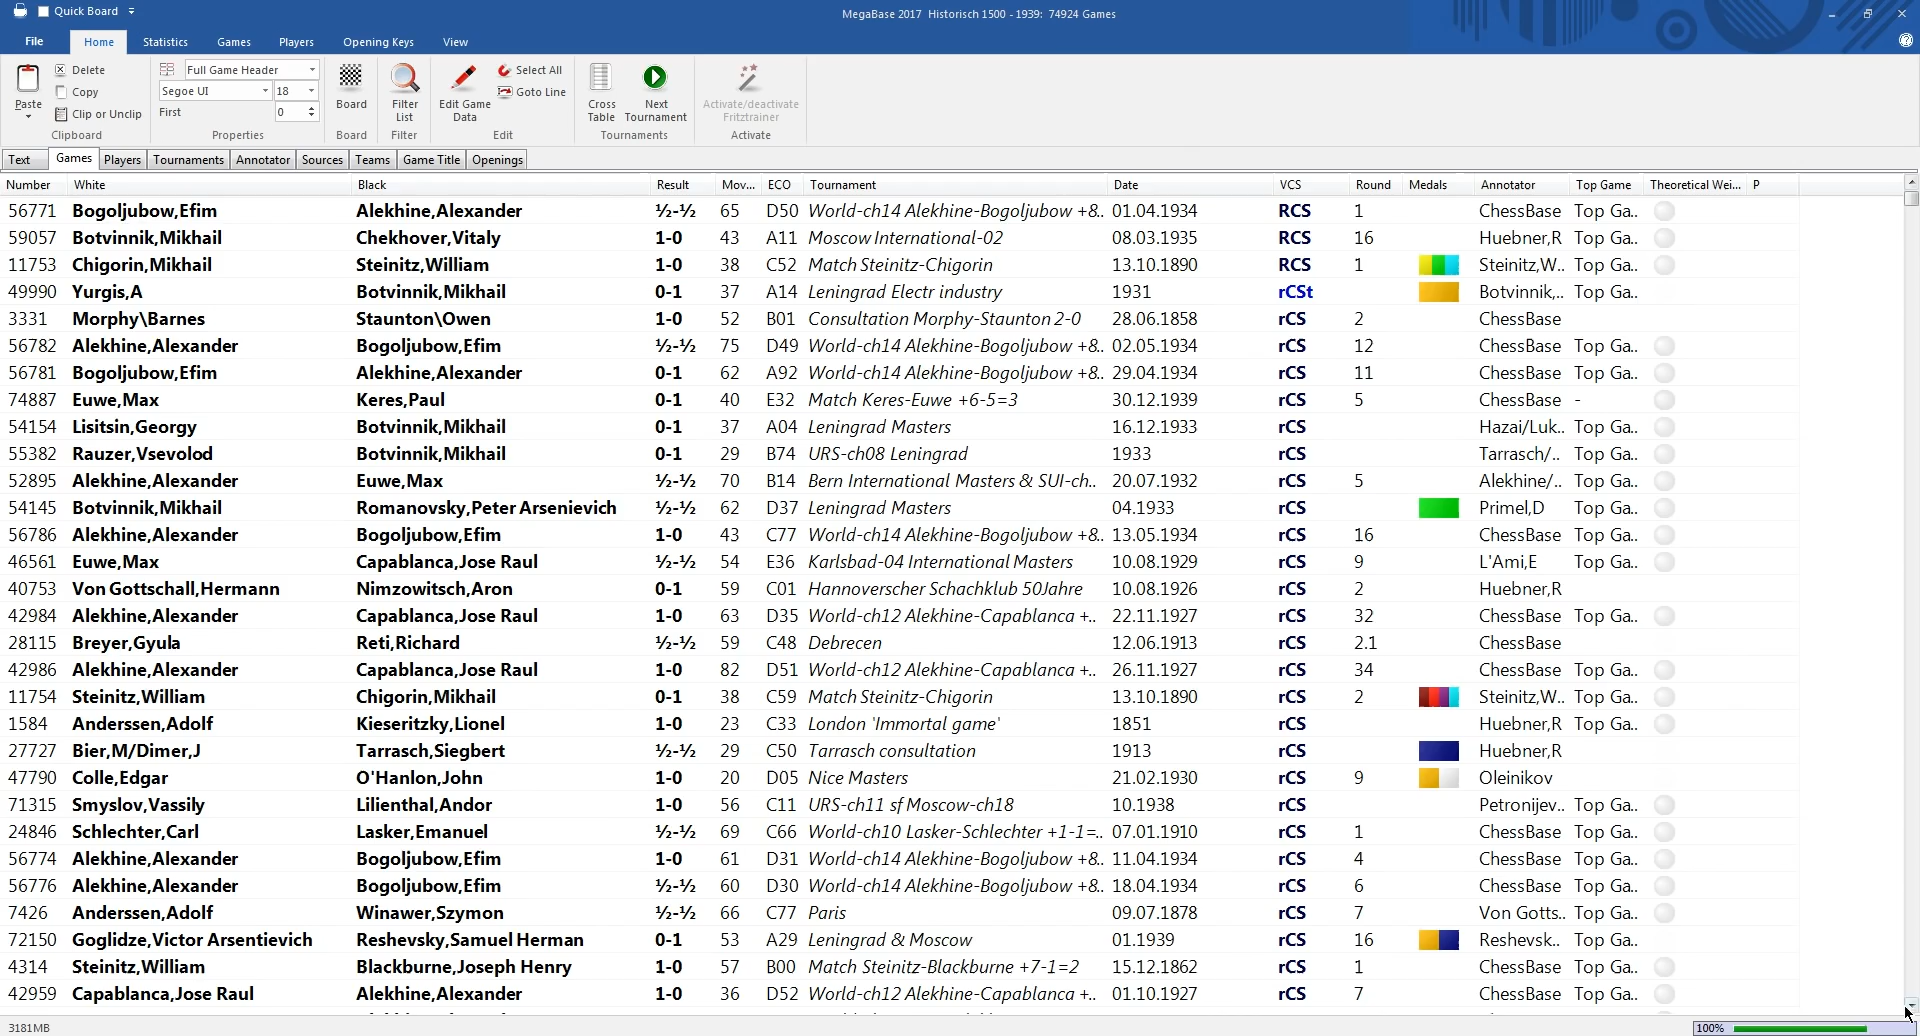 Quick Board
MegaBase 2017 Historisch 1500 - 1939: 74924 Games
File Home Statistics Games Players Opening Keys View
Paste Delete Copy Clip or Unclip Clipboard
Full Game Header Segoe UI 18 First 0 Properties
Board Board
Filter List Filter
Edit Game Data Select All Goto Line Edit
Cross Table Next Tournament Tournaments
Activate/deactivate Fritztrainer Activate
Text Games Players Tournaments Annotator Sources Teams Game Title Openings
Number White Black Result Mov... ECO Tournament Date VCS Round Medals Annotator Top Game Theoretical Wei... P
56771 Bogoljubow,Efim Alekhine,Alexander ½-½ 65 D50 World-ch14 Alekhine-Bogoljubow +8.. 01.04.1934 RCS 1 ChessBase Top Ga..
59057 Botvinnik,Mikhail Chekhover,Vitaly 1-0 43 A11 Moscow International-02 08.03.1935 RCS 16 Huebner,R Top Ga..
11753 Chigorin,Mikhail Steinitz,William 1-0 38 C52 Match Steinitz-Chigorin 13.10.1890 RCS 1 Steinitz,W.. Top Ga..
49990 Yurgis,A Botvinnik,Mikhail 0-1 37 A14 Leningrad Electr industry 1931 rCSt Botvinnik,.. Top Ga..
3331 Morphy\Barnes Staunton\Owen 1-0 52 B01 Consultation Morphy-Staunton 2-0 28.06.1858 rCS 2 ChessBase
56782 Alekhine,Alexander Bogoljubow,Efim ½-½ 75 D49 World-ch14 Alekhine-Bogoljubow +8.. 02.05.1934 rCS 12 ChessBase Top Ga..
56781 Bogoljubow,Efim Alekhine,Alexander 0-1 62 A92 World-ch14 Alekhine-Bogoljubow +8.. 29.04.1934 rCS 11 ChessBase Top Ga..
74887 Euwe,Max Keres,Paul 0-1 40 E32 Match Keres-Euwe +6-5=3 30.12.1939 rCS 5 ChessBase -
54154 Lisitsin,Georgy Botvinnik,Mikhail 0-1 37 A04 Leningrad Masters 16.12.1933 rCS Hazai/Luk.. Top Ga..
55382 Rauzer,Vsevolod Botvinnik,Mikhail 0-1 29 B74 URS-ch08 Leningrad 1933 rCS Tarrasch/.. Top Ga..
52895 Alekhine,Alexander Euwe,Max ½-½ 70 B14 Bern International Masters & SUI-ch.. 20.07.1932 rCS 5 Alekhine/.. Top Ga..
54145 Botvinnik,Mikhail Romanovsky,Peter Arsenievich ½-½ 62 D37 Leningrad Masters 04.1933 rCS Primel,D Top Ga..
56786 Alekhine,Alexander Bogoljubow,Efim 1-0 43 C77 World-ch14 Alekhine-Bogoljubow +8.. 13.05.1934 rCS 16 ChessBase Top Ga..
46561 Euwe,Max Capablanca,Jose Raul ½-½ 54 E36 Karlsbad-04 International Masters 10.08.1929 rCS 9 L'Ami,E Top Ga..
40753 Von Gottschall,Hermann Nimzowitsch,Aron 0-1 59 C01 Hannoverscher Schachklub 50Jahre 10.08.1926 rCS 2 Huebner,R
42984 Alekhine,Alexander Capablanca,Jose Raul 1-0 63 D35 World-ch12 Alekhine-Capablanca +.. 22.11.1927 rCS 32 ChessBase Top Ga..
28115 Breyer,Gyula Reti,Richard ½-½ 59 C48 Debrecen 12.06.1913 rCS 2.1 ChessBase
42986 Alekhine,Alexander Capablanca,Jose Raul 1-0 82 D51 World-ch12 Alekhine-Capablanca +.. 26.11.1927 rCS 34 ChessBase Top Ga..
11754 Steinitz,William Chigorin,Mikhail 0-1 38 C59 Match Steinitz-Chigorin 13.10.1890 rCS 2 Steinitz,W.. Top Ga..
1584 Anderssen,Adolf Kieseritzky,Lionel 1-0 23 C33 London 'Immortal game' 1851 rCS Huebner,R Top Ga..
27727 Bier,M/Dimer,J Tarrasch,Siegbert ½-½ 29 C50 Tarrasch consultation 1913 rCS Huebner,R
47790 Colle,Edgar O'Hanlon,John 1-0 20 D05 Nice Masters 21.02.1930 rCS 9 Oleinikov
71315 Smyslov,Vassily Lilienthal,Andor 1-0 56 C11 URS-ch11 sf Moscow-ch18 10.1938 rCS Petronijev.. Top Ga..
24846 Schlechter,Carl Lasker,Emanuel ½-½ 69 C66 World-ch10 Lasker-Schlechter +1-1=.. 07.01.1910 rCS 1 ChessBase Top Ga..
56774 Alekhine,Alexander Bogoljubow,Efim 1-0 61 D31 World-ch14 Alekhine-Bogoljubow +8.. 11.04.1934 rCS 4 ChessBase Top Ga..
56776 Alekhine,Alexander Bogoljubow,Efim ½-½ 60 D30 World-ch14 Alekhine-Bogoljubow +8.. 18.04.1934 rCS 6 ChessBase Top Ga..
7426 Anderssen,Adolf Winawer,Szymon ½-½ 66 C77 Paris 09.07.1878 rCS 7 Von Gotts.. Top Ga..
72150 Goglidze,Victor Arsentievich Reshevsky,Samuel Herman 0-1 53 A29 Leningrad & Moscow 01.1939 rCS 16 Reshevsk.. Top Ga..
4314 Steinitz,William Blackburne,Joseph Henry 1-0 57 B00 Match Steinitz-Blackburne +7-1=2 15.12.1862 rCS 1 ChessBase Top Ga..
42959 Capablanca,Jose Raul Alekhine,Alexander 1-0 36 D52 World-ch12 Alekhine-Capablanca +.. 01.10.1927 rCS 7 ChessBase Top Ga..
3181MB 100%